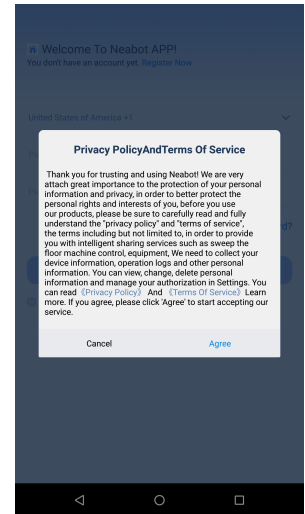 Welcome To Neabot APP!
You don't have an account yet. Register Now
United States of America +1
Privacy PolicyAndTerms Of Service
Thank you for trusting and using Neabot! We are very
attach great importance to the protection of your personal
information and privacy, in order to better protect the
personal rights and interests of you, before you use
our products, please be sure to carefully read and fully
understand the "privacy policy" and "terms of service",
the terms including but not limited to, in order to provide
you with intelligent sharing services such as sweep the
floor machine control, equipment, We need to collect your
device information, operation logs and other personal
information. You can view, change, delete personal
information and manage your authorization in Settings. You
can read 《Privacy Policy》 And 《Terms Of Service》 Learn
more. If you agree, please click 'Agree' to start accepting our
service.
Cancel Agree